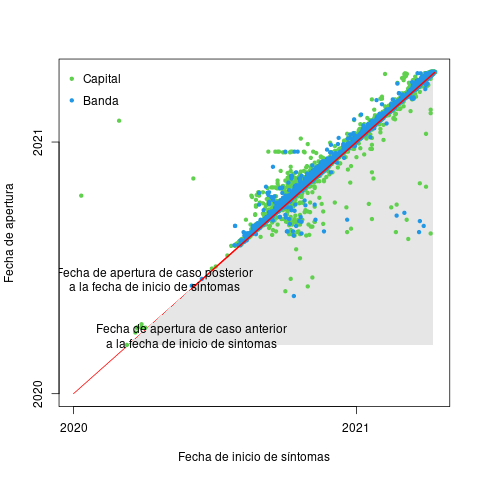 Capital
Banda
2021
Fecha de apertura
Fecha de apertura de caso posterior
a la fecha de inicio de síntomas
Fecha de apertura de caso anterior
a la fecha de inicio de sintomas
2020
2020
2021
Fecha de inicio de síntomas